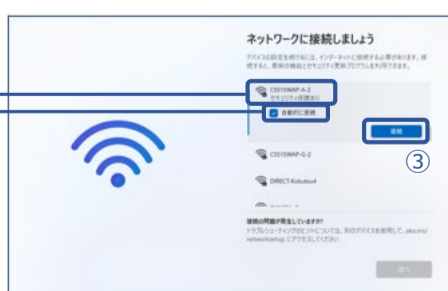 ネットワークに接続しましょう
デバイスの設定を続けるには、インターネットに接続する必要があります。接
続すると、最新の機能とセキュリティ更新プログラムを利用できます。
CSS1SWAP-A-2
セキュリティ保護あり
自動的に接続
接続
③
CSS1SWAP-G-2
DIRECT-Kokutou4
接続の問題が発生していますか?
トラブルシューティングのヒントについては、別のデバイスを使用して、aka.ms/
networksetup にアクセスしてください
次へ